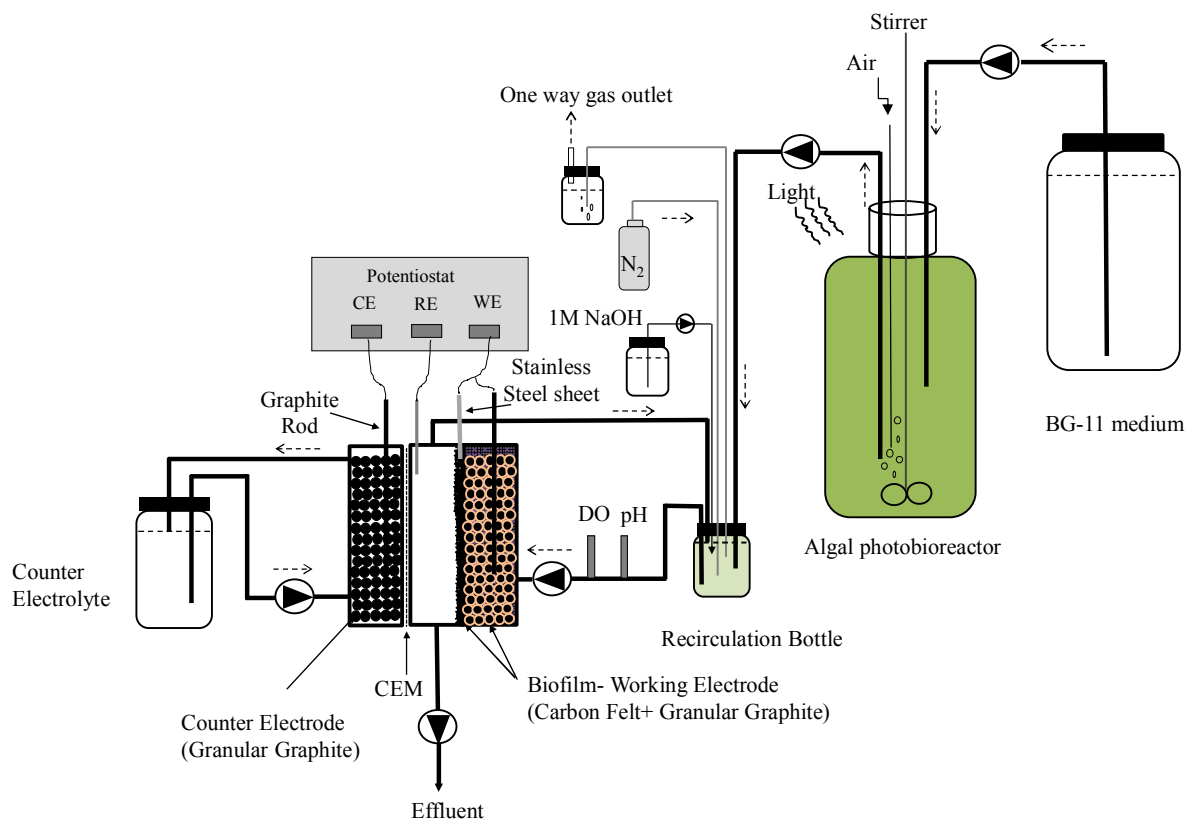 Stirrer
Air
One way gas outlet
Light
N2
Potentiostat
CE
RE
WE
1M NaOH
Stainless
Steel sheet
Graphite
Rod
BG-11 medium
DO
pH
Algal photobioreactor
Counter
Electrolyte
Recirculation Bottle
CEM
Biofilm- Working Electrode
(Carbon Felt+ Granular Graphite)
Counter Electrode
(Granular Graphite)
Effluent